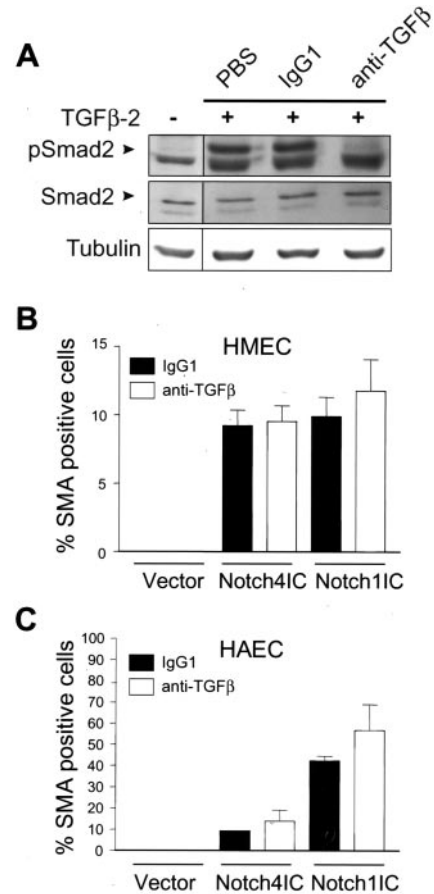 A
PBS
IgG1
anti-TGFβ
TGFβ-2 - + + +
pSmad2
Smad2
Tubulin
B
HMEC
IgG1
anti-TGFβ
% SMA positive cells
15
10
5
0
Vector Notch4IC Notch1IC
C
HAEC
IgG1
anti-TGFβ
% SMA positive cells
100
90
80
70
60
50
40
30
20
10
0
Vector Notch4IC Notch1IC